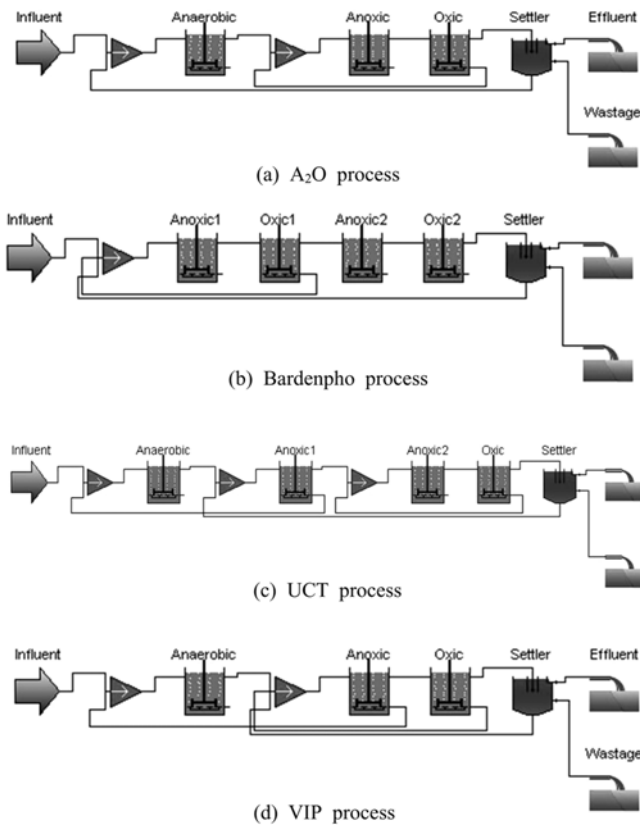 Influent Anaerobic Anoxic Oxic Settler Effluent
Wastage
(a) A₂O process
Influent Anoxic1 Oxic1 Anoxic2 Oxic2 Settler
(b) Bardenpho process
Influent Anaerobic Anoxic1 Anoxic2 Oxic Settler
(c) UCT process
Influent Anaerobic Anoxic Oxic Settler Effluent
Wastage
(d) VIP process